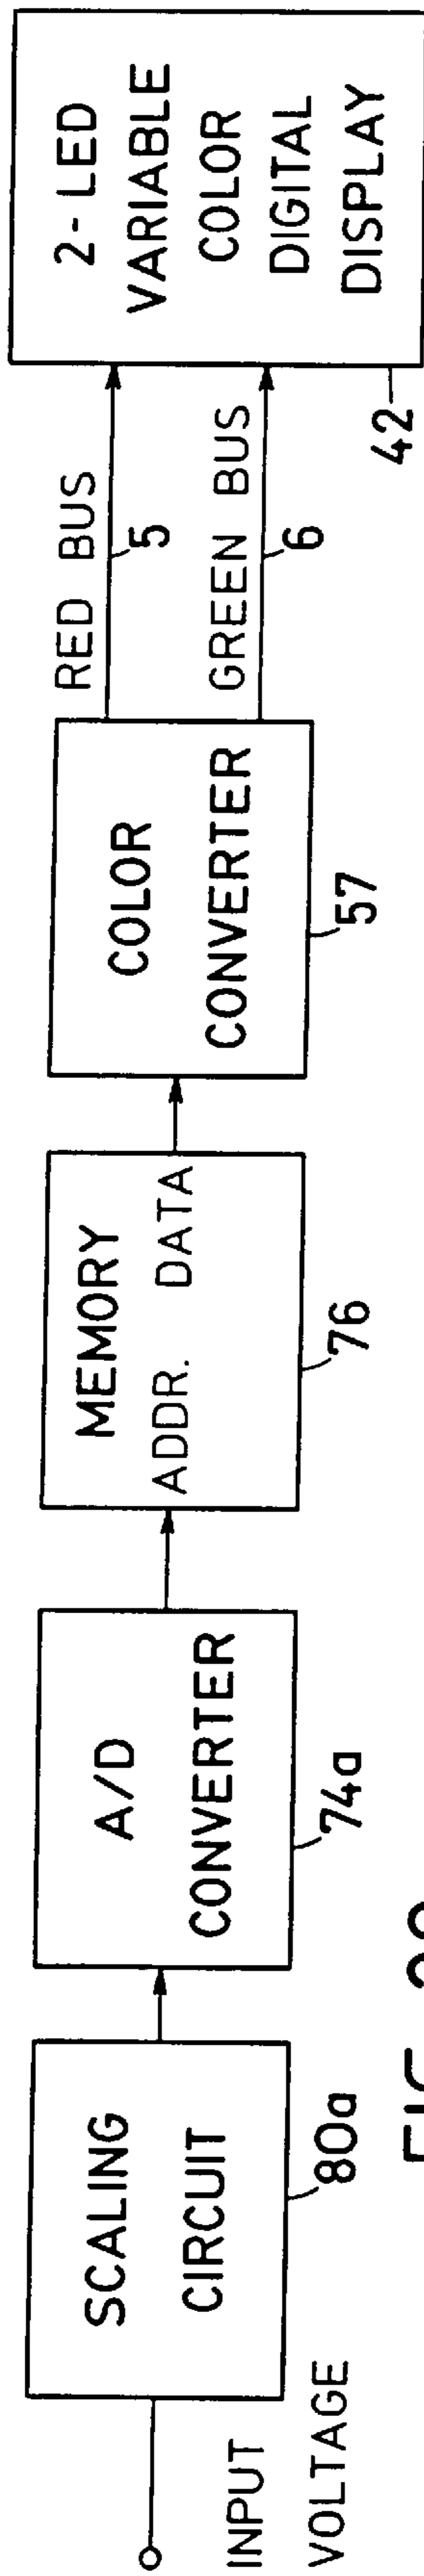 INPUT
VOLTAGE
SCALING
CIRCUIT
80a
A/D
CONVERTER
74a
MEMORY
ADDR. DATA
76
COLOR
CONVERTER
57
RED BUS
5
GREEN BUS
6
2-LED
VARIABLE
COLOR
DIGITAL
DISPLAY
42